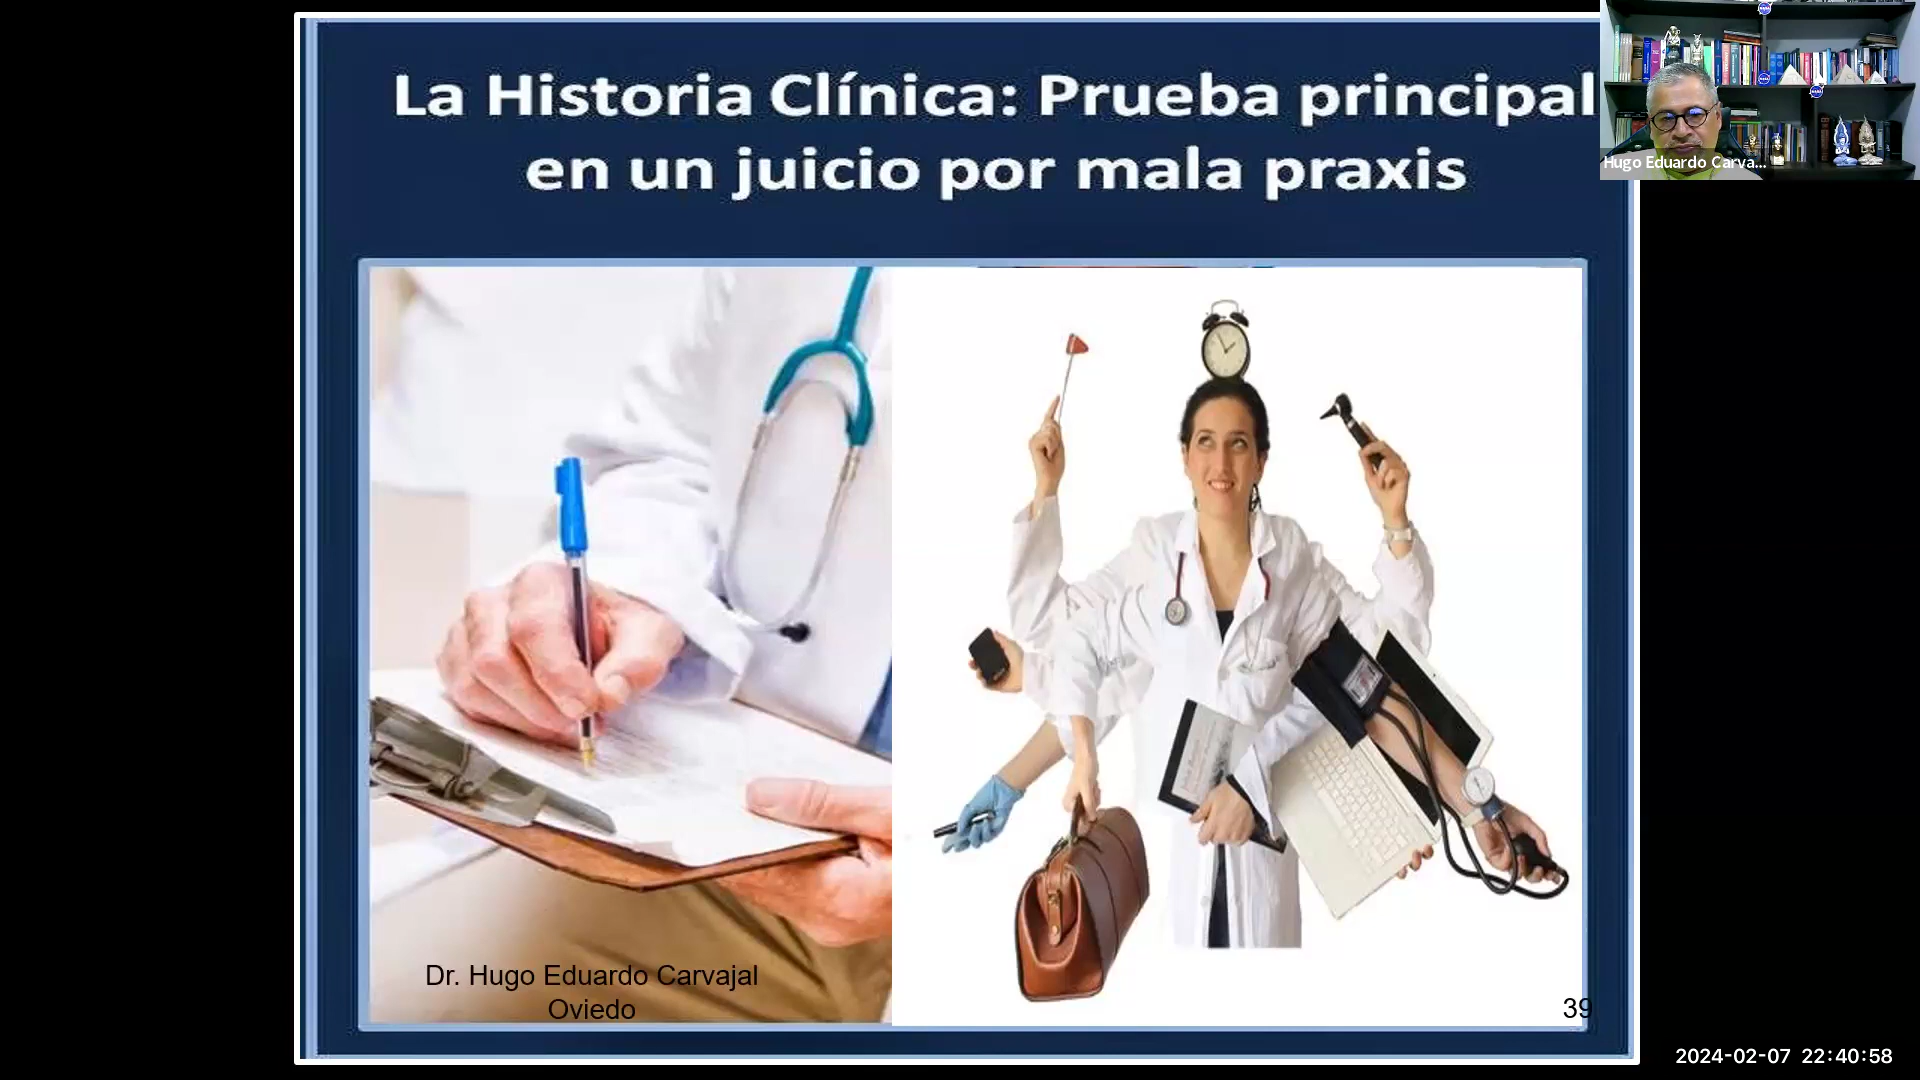 La Historia Clínica: Prueba principal
en un juicio por mala praxis
Hugo Eduardo Carva...
Dr. Hugo Eduardo Carvajal
Oviedo
39
2024-02-07 22:40:58